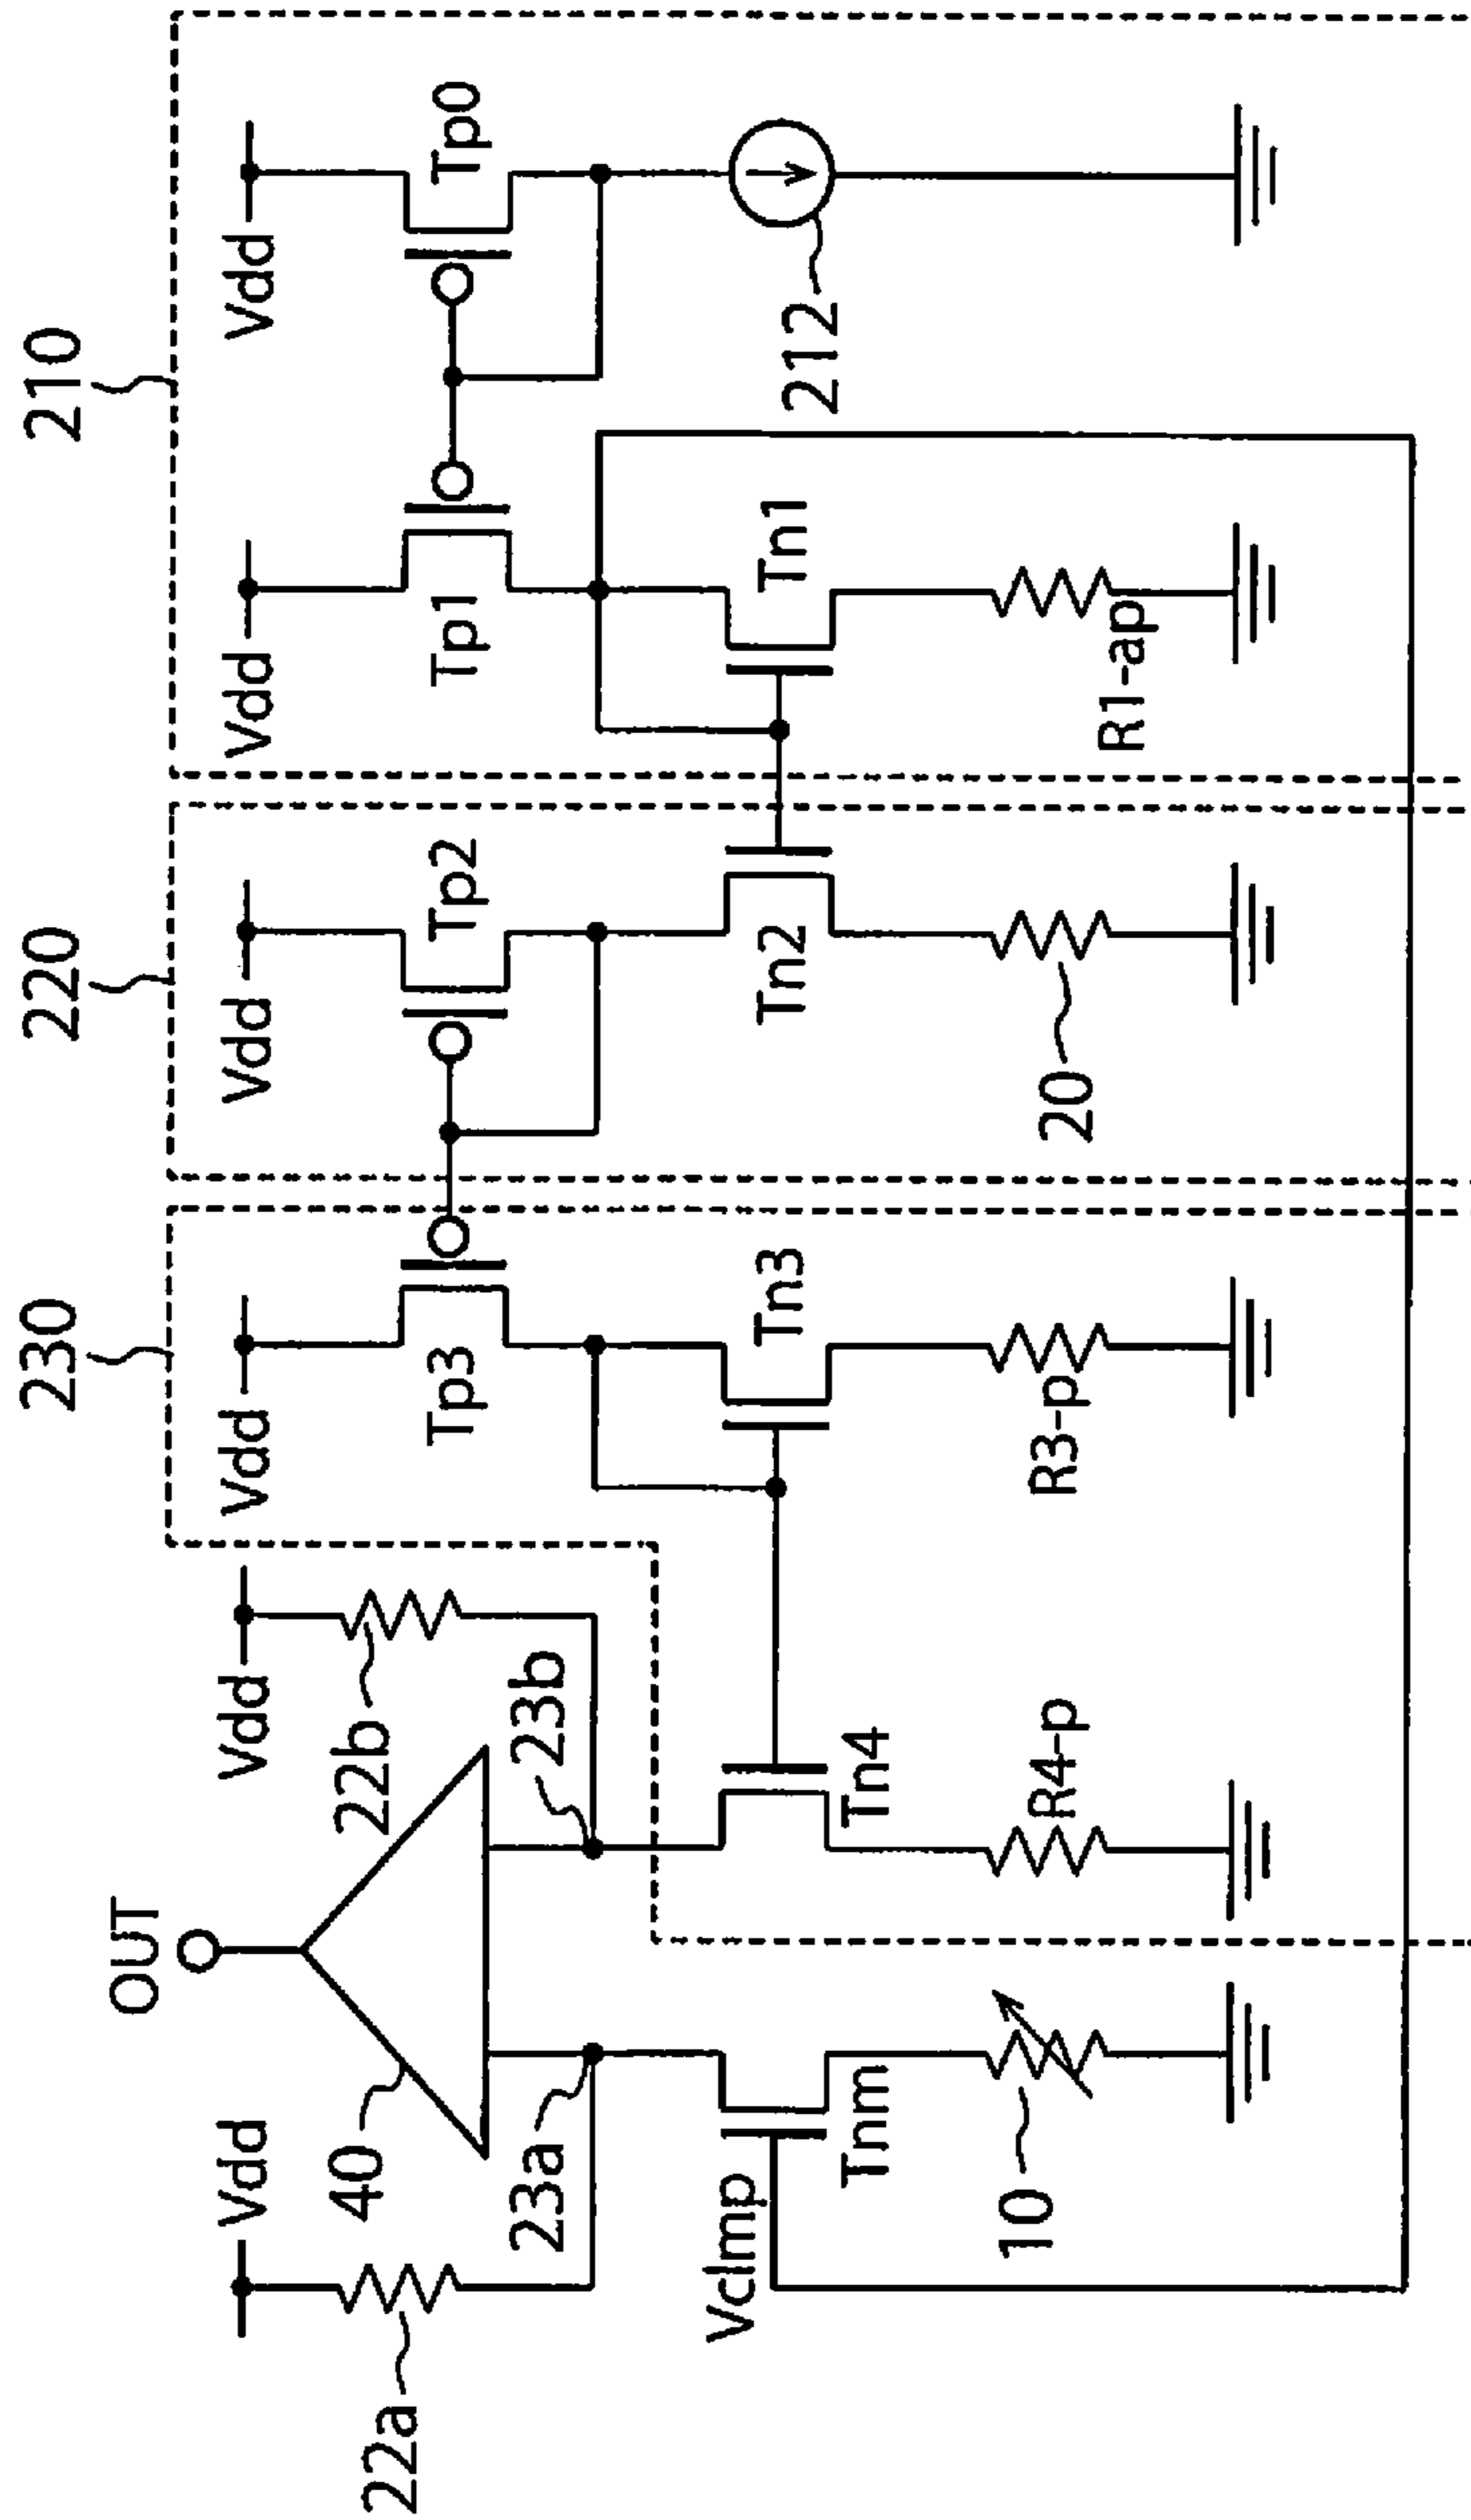 210
220
230
OUT
Vdd
Tp0
212
Vdd
Tp1
Tn1
R1-ap
Vdd
Tp2
Tn2
20
Vdd
Tp3
Tn3
R3-p
Vdd
22b
23b
Tn4
R4-p
40
23a
Vdd
22a
Vclmp
Tnm
10